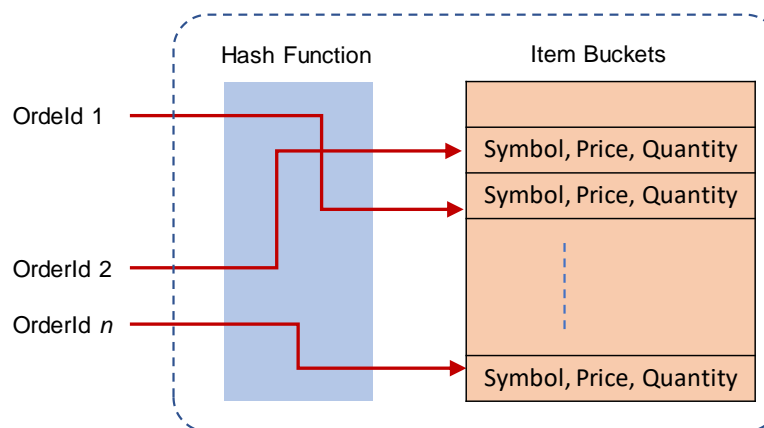 Hash Function
Item Buckets
OrdeId 1
Symbol, Price, Quantity
Symbol, Price, Quantity
OrderId 2
OrderId n
Symbol, Price, Quantity